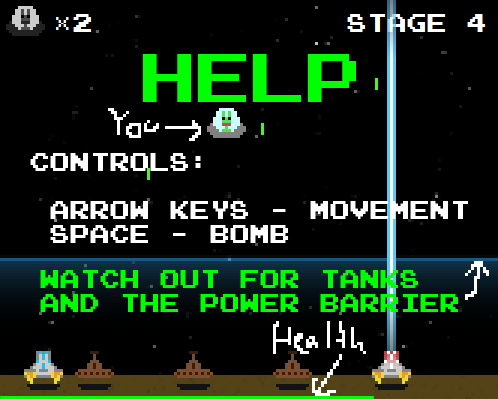 x2
STAGE 4
HELP
You
CONTROLS:
ARROW KEYS - MOVEMENT
SPACE - BOMB
WATCH OUT FOR TANKS
AND THE POWER BARRIER
Health